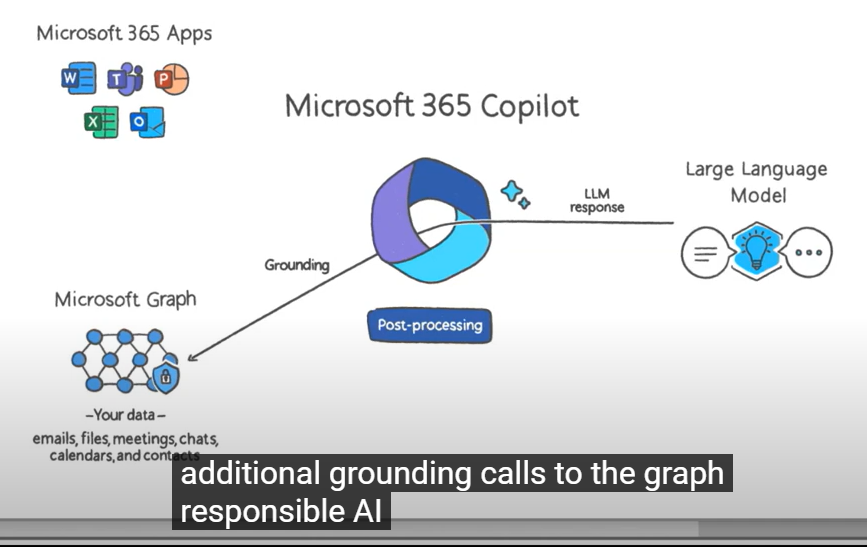 Microsoft 365 Apps
W
T
P
X
O
Microsoft 365 Copilot
Large Language
Model
LLM
response
Grounding
Microsoft Graph
Post-processing
–Your data–
emails, files, meetings, chats,
calendars, and contacts
additional grounding calls to the graph
responsible AI